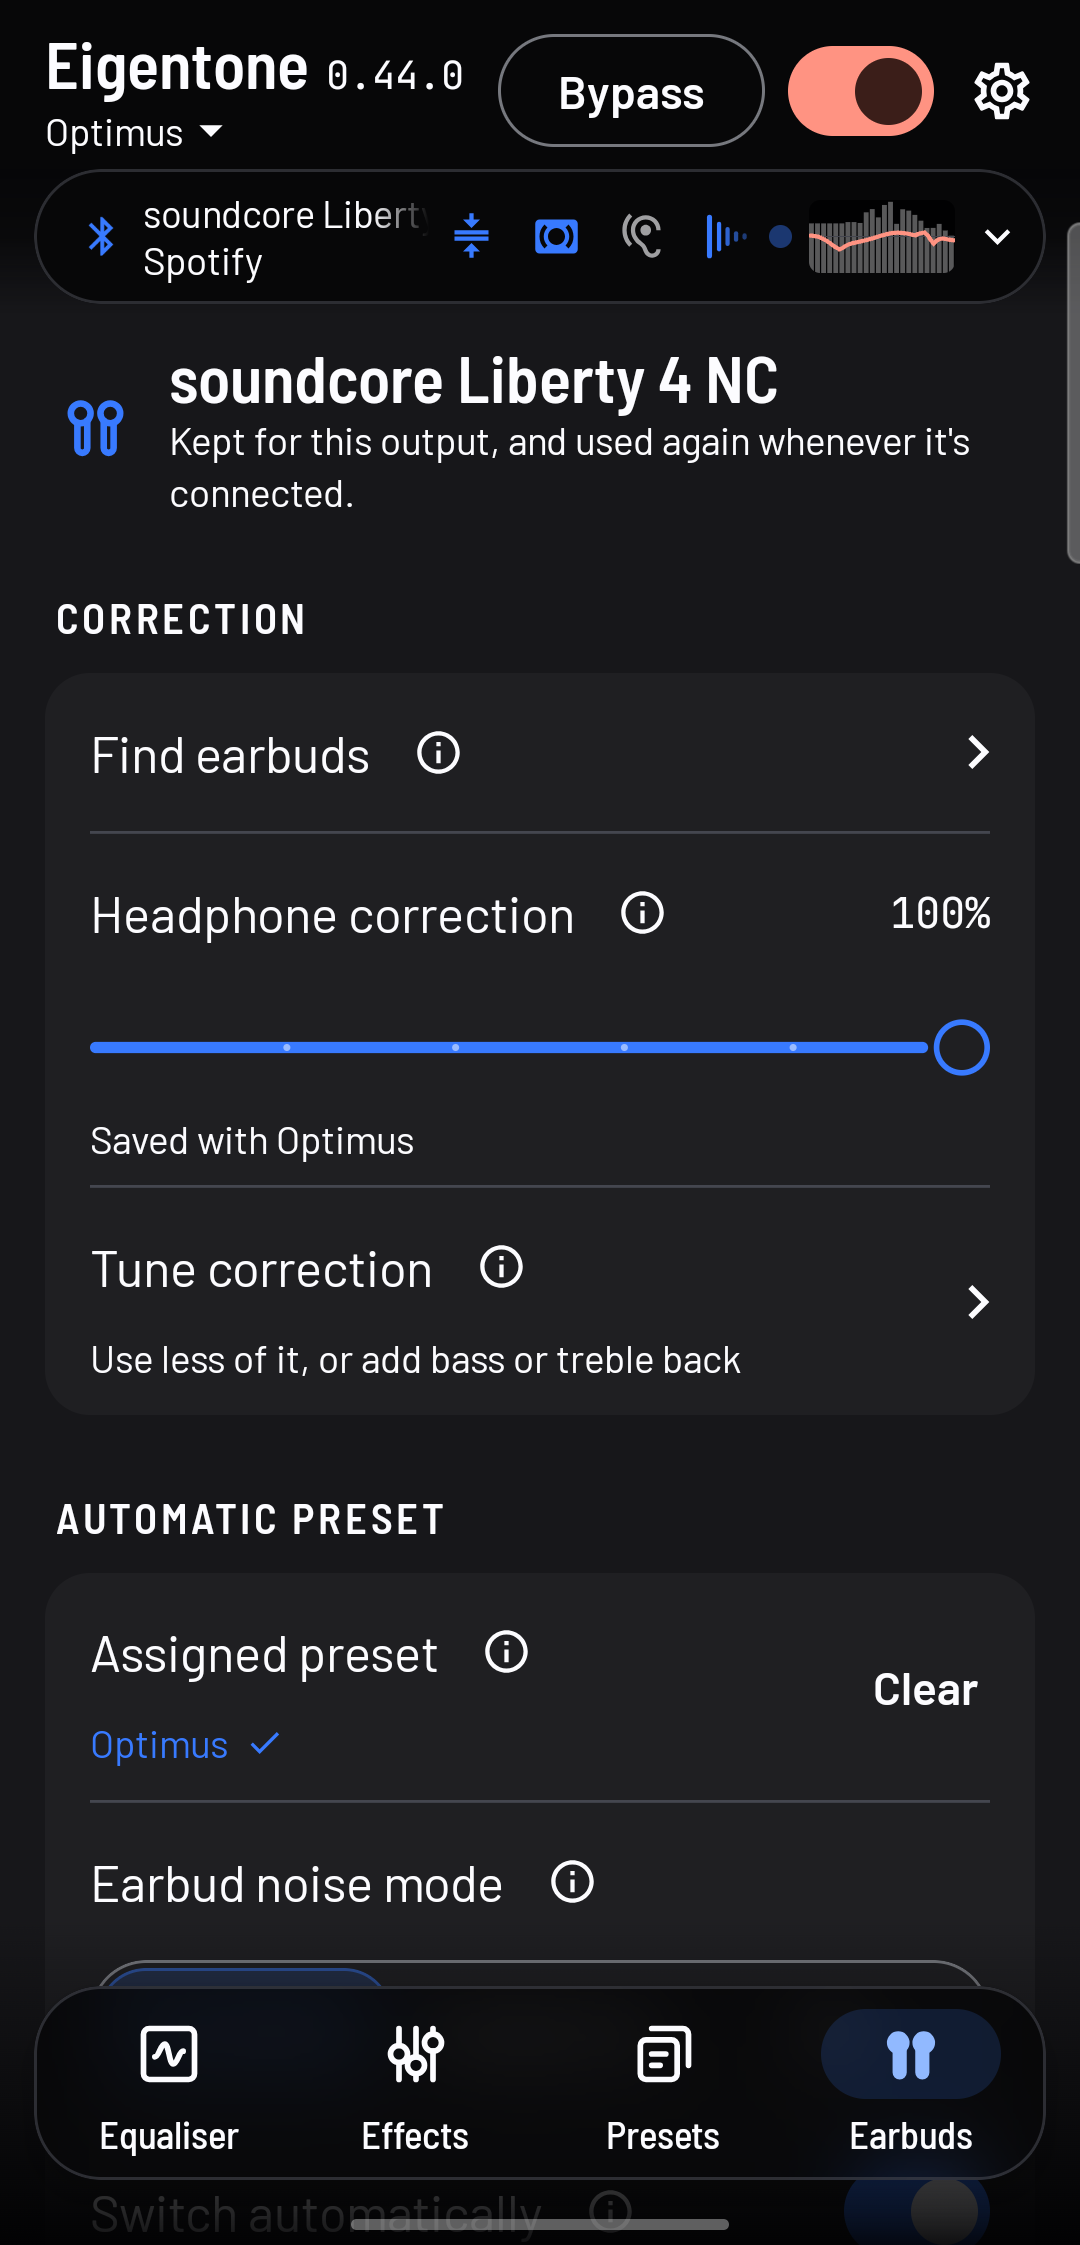 Eigentone 0.44.0
Optimus
Bypass
soundcore Liberty
Spotify
soundcore Liberty 4 NC
Kept for this output, and used again whenever it's
connected.
CORRECTION
Find earbuds
Headphone correction
100%
Saved with Optimus
Tune correction
Use less of it, or add bass or treble back
AUTOMATIC PRESET
Assigned preset
Clear
Optimus
Earbud noise mode
Equaliser
Effects
Presets
Earbuds
Switch automatically